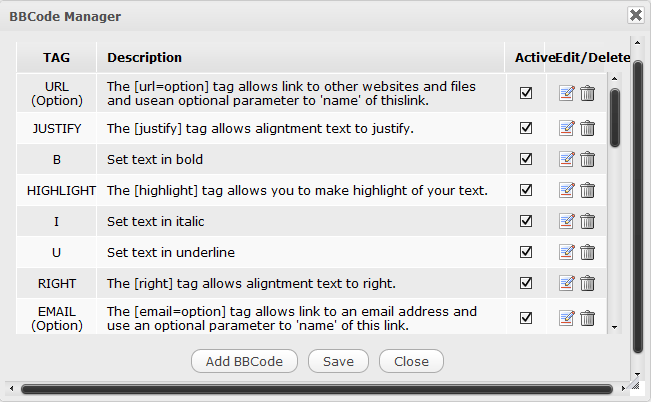 BBCode Manager
TAG Description Active Edit/Delete
URL (Option) The [url=option] tag allows link to other websites and files
and usean optional parameter to 'name' of thislink.
JUSTIFY The [justify] tag allows aligntment text to justify.
B Set text in bold
HIGHLIGHT The [highlight] tag allows you to make highlight of your text.
I Set text in italic
U Set text in underline
RIGHT The [right] tag allows aligntment text to right.
EMAIL (Option) The [email=option] tag allows link to an email address and
use an optional parameter to 'name' of this link.
Add BBCode Save Close